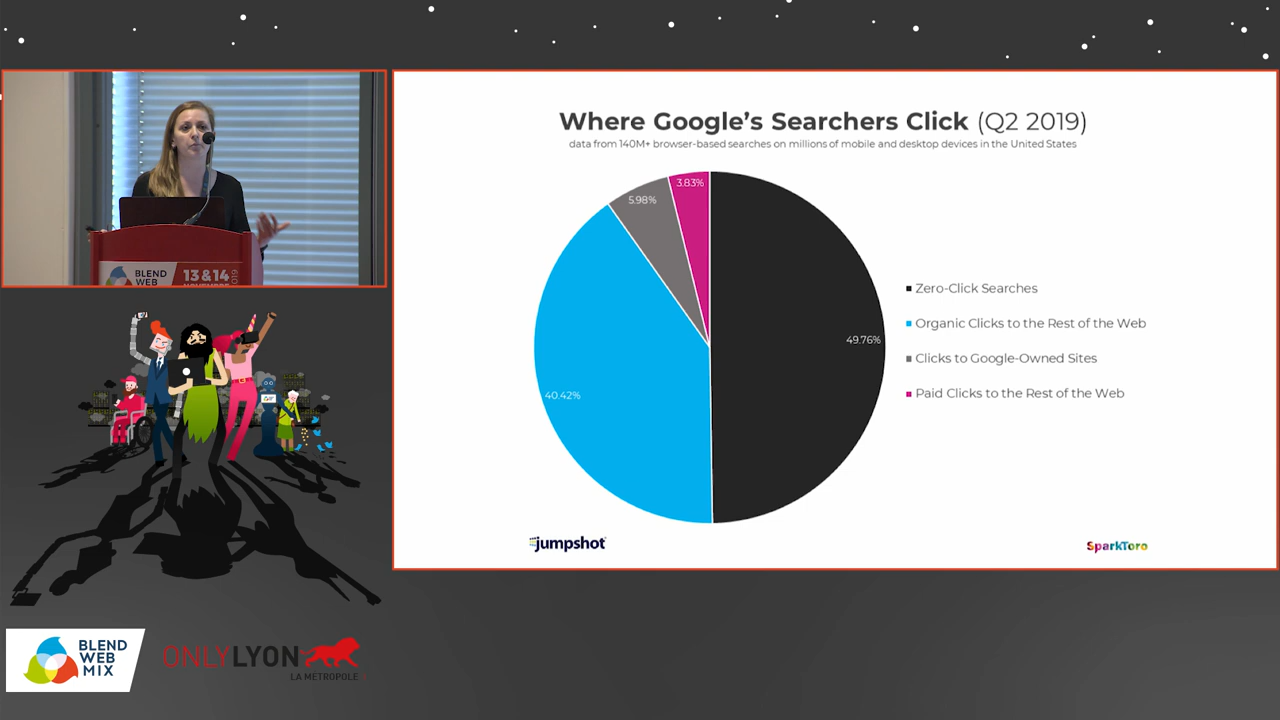 BLEND
WEB
13 & 14
NOVEMBRE
2019
Where Google's Searchers Click (Q2 2019)
data from 140M+ browser-based searches on millions of mobile and desktop devices in the United States
3.83%
5.98%
49.76%
40.42%
Zero-Click Searches
Organic Clicks to the Rest of the Web
Clicks to Google-Owned Sites
Paid Clicks to the Rest of the Web
jumpshot
SparkToro
BLEND
WEB
MIX
ONLYLYON
LA MÉTROPOLE